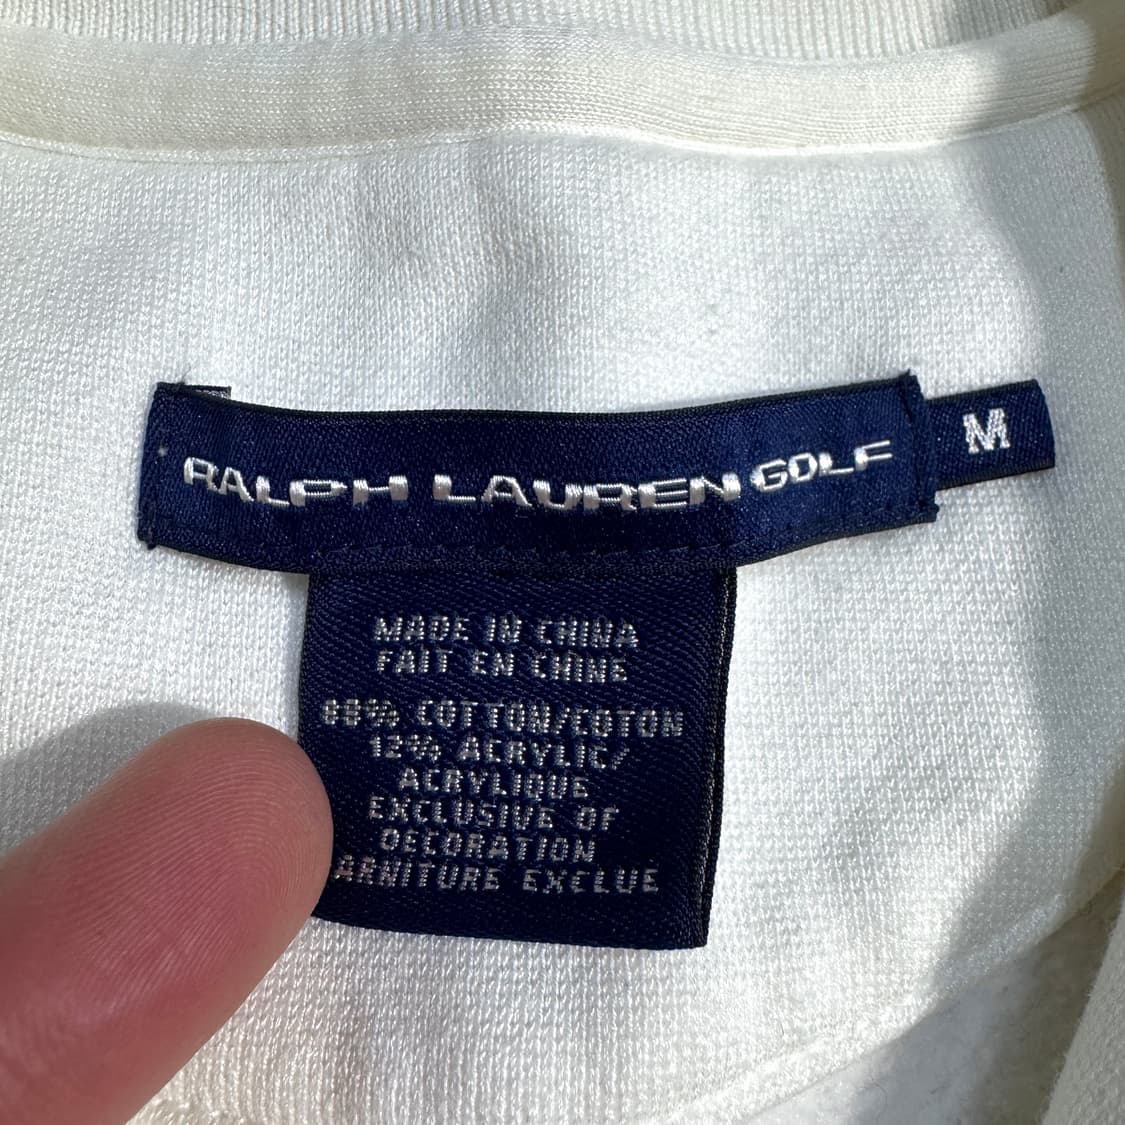 RALPH LAUREN GOLF
M
MADE IN CHINA
FAIT EN CHINE
88% COTTON/COTON
12% ACRYLIC/
ACRYLIQUE
EXCLUSIVE OF
DECORATION
ARNITURE EXCLUE